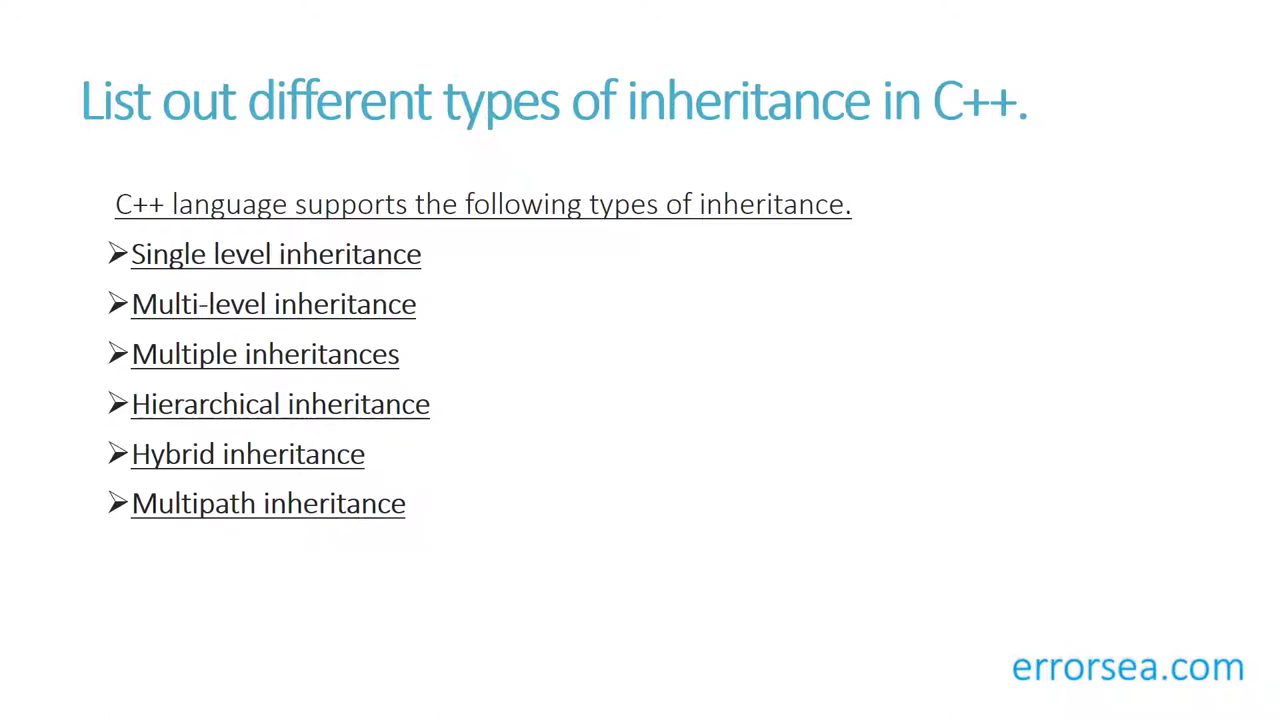 List out different types of inheritance in C++.
C++ language supports the following types of inheritance.
➢Single level inheritance
➢Multi-level inheritance
➢Multiple inheritances
➢Hierarchical inheritance
➢Hybrid inheritance
➢Multipath inheritance
errorsea.com